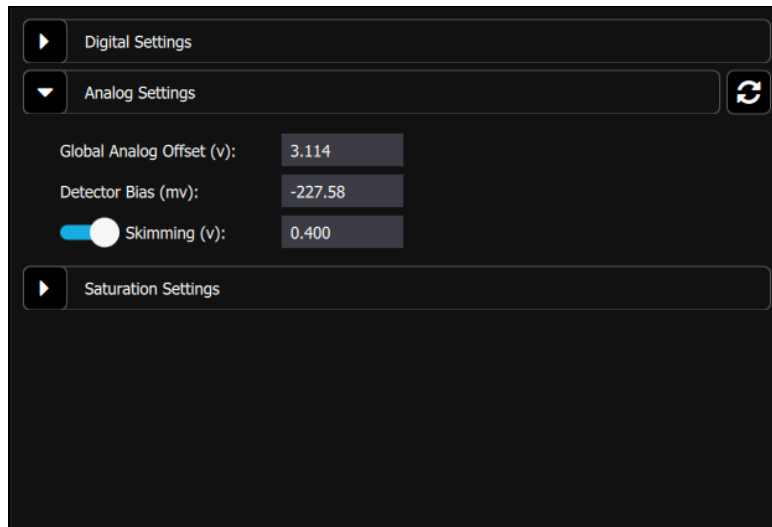 Digital Settings
Analog Settings
Global Analog Offset (v): 3.114
Detector Bias (mv): -227.58
Skimming (v): 0.400
Saturation Settings